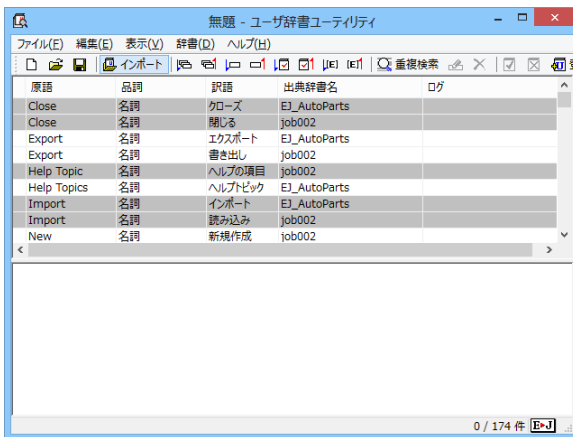 無題 - ユーザ辞書ユーティリティ
ファイル(F) 編集(E) 表示(V) 辞書(D) ヘルプ(H)
インポート 重複検索
原語 品詞 訳語 出典辞書名 ログ
Close 名詞 クローズ EJ_AutoParts
Close 名詞 閉じる job002
Export 名詞 エクスポート EJ_AutoParts
Export 名詞 書き出し job002
Help Topic 名詞 ヘルプの項目 job002
Help Topics 名詞 ヘルプトピック EJ_AutoParts
Import 名詞 インポート EJ_AutoParts
Import 名詞 読み込み job002
New 名詞 新規作成 job002
0 / 174 件 E▸J